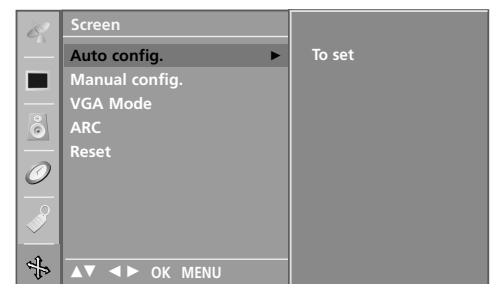 Screen
Auto config. ► To set
Manual config.
VGA Mode
ARC
Reset
▲▼ ◄► OK MENU